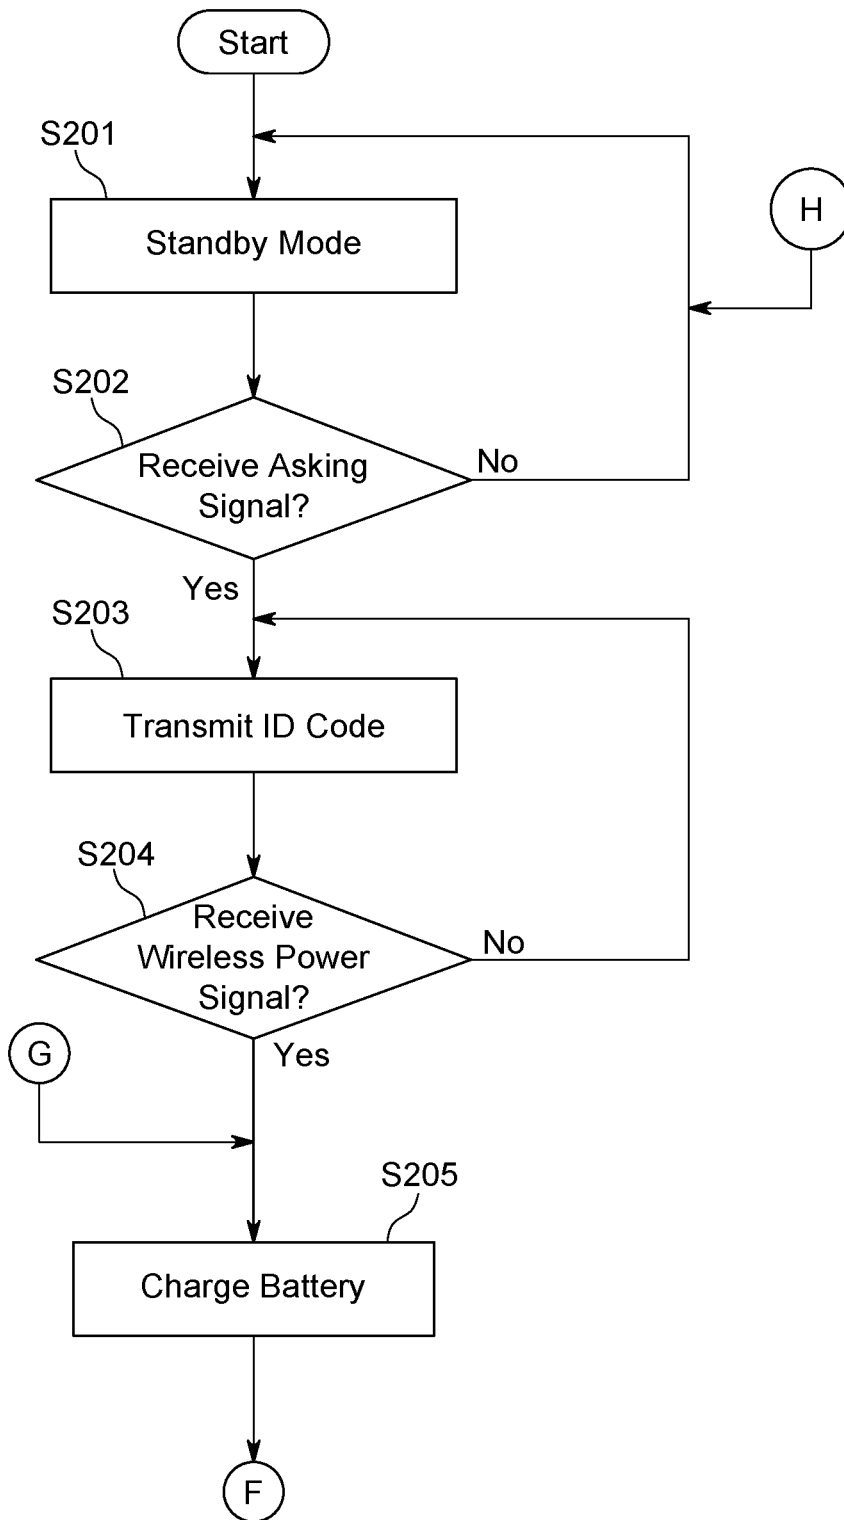 Start
S201
H
Standby Mode
S202
Receive Asking
Signal?
No
Yes
S203
Transmit ID Code
S204
Receive
Wireless Power
Signal?
No
G
Yes
S205
Charge Battery
F